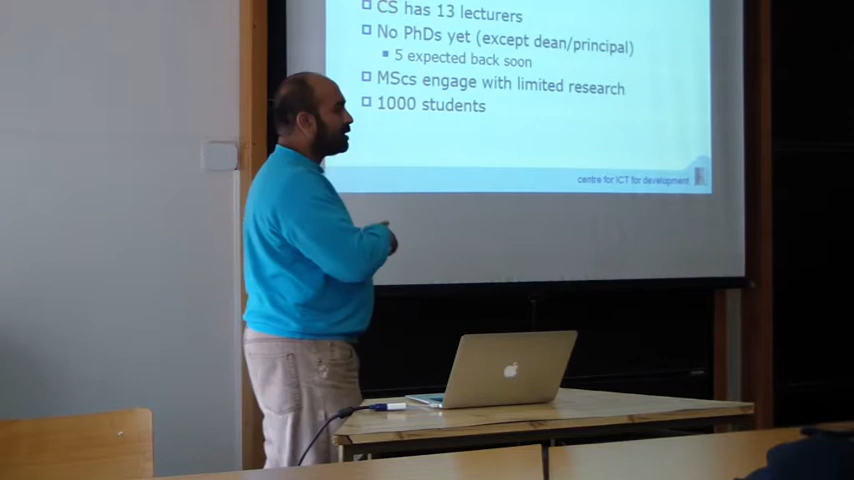 CS has 13 lecturers
No PhDs yet (except dean/principal)
5 expected back soon
MScs engage with limited research
1000 students
centre for ICT for development